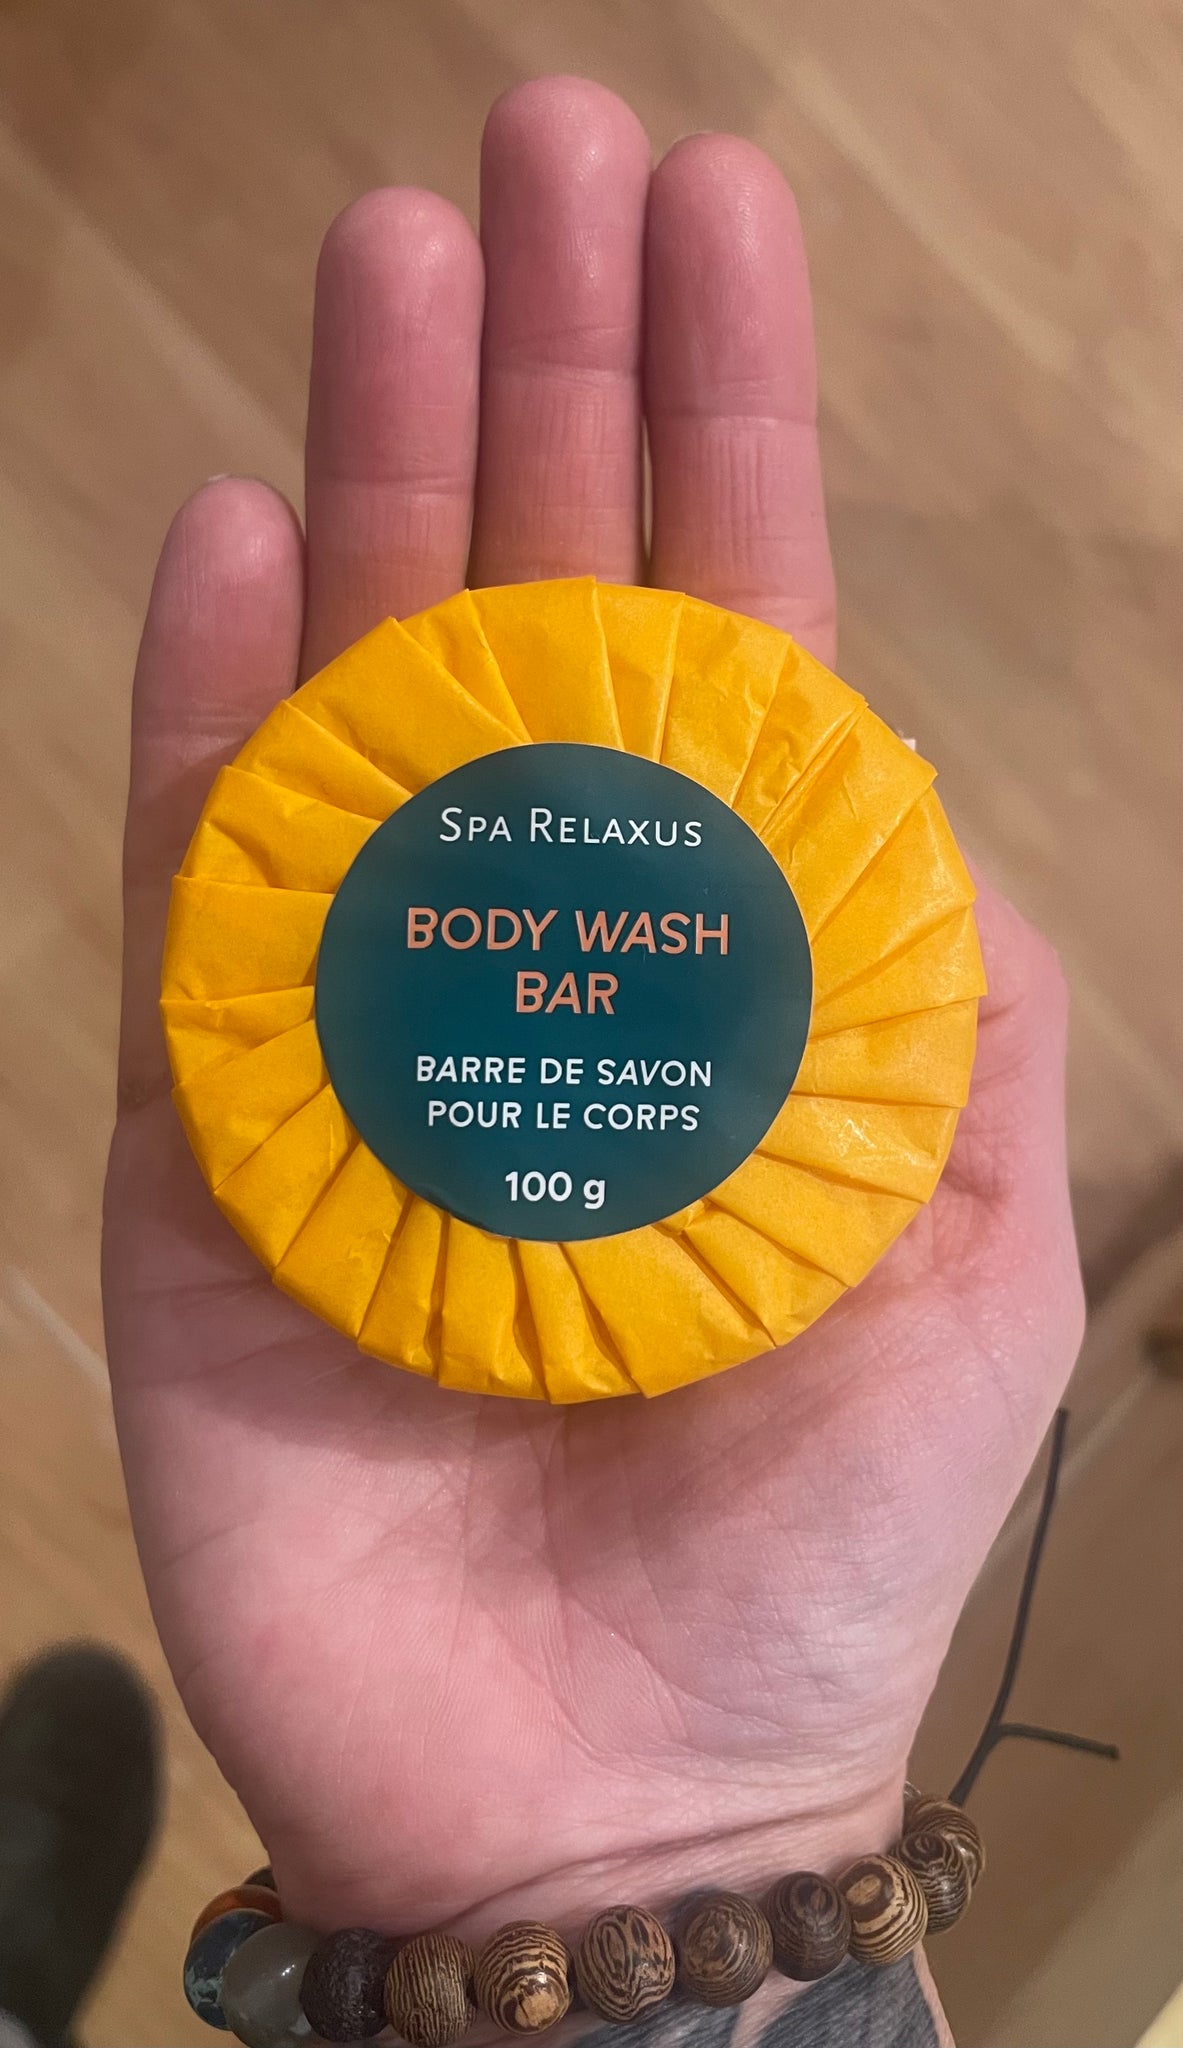 SPA RELAXUS
BODY WASH
BAR
BARRE DE SAVON
POUR LE CORPS
100 g